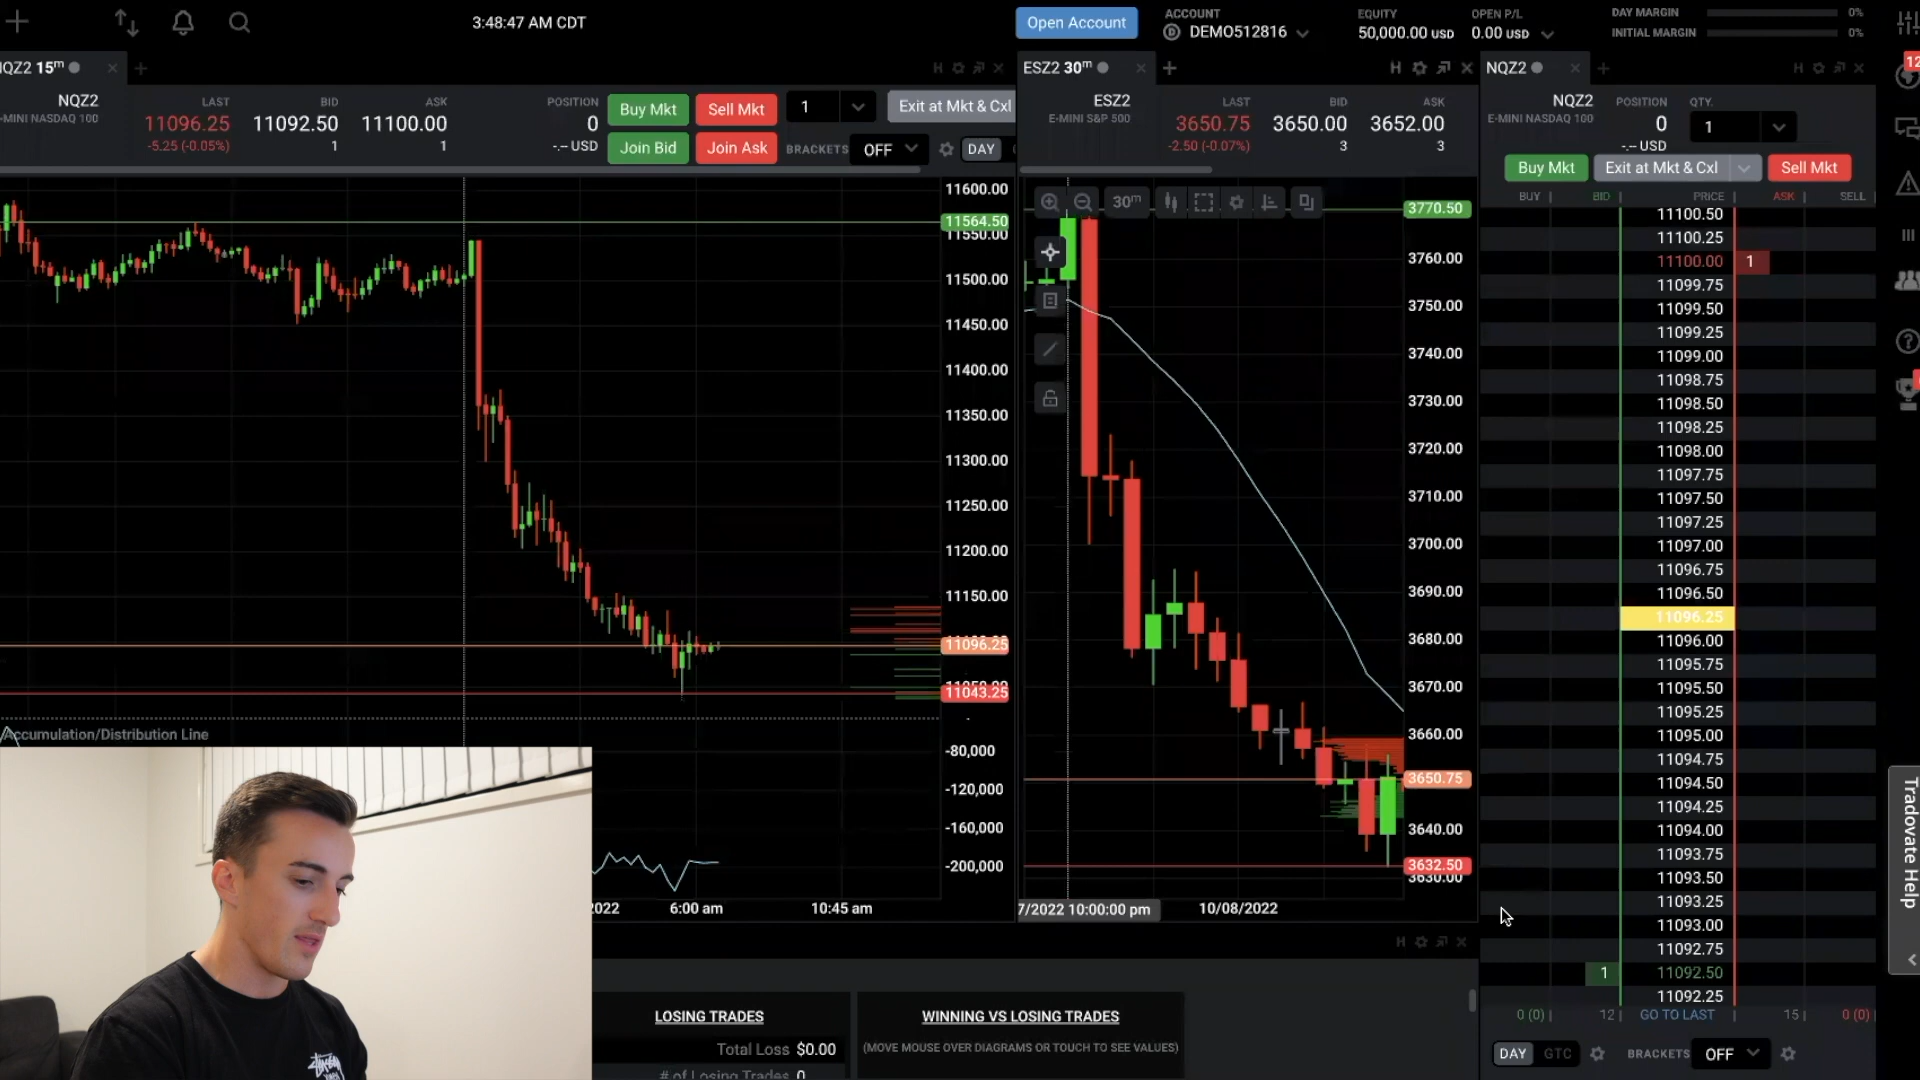 3:48:47 AM CDT
Open Account
ACCOUNT
DEMO512816
EQUITY
50,000.00 USD
OPEN P/L
0.00 USD
DAY MARGIN
0%
INITIAL MARGIN
0%
NQZ2 15m
NQZ2
E-MINI NASDAQ 100
LAST
11096.25
-5.25 (-0.05%)
BID
11092.50
1
ASK
11100.00
1
POSITION
0
-.-- USD
Buy Mkt
Sell Mkt
1
Exit at Mkt & Cxl
Join Bid
Join Ask
BRACKETS
OFF
DAY
11600.00
11564.50
11550.00
11500.00
11450.00
11400.00
11350.00
11300.00
11250.00
11200.00
11150.00
11096.25
11043.25
Accumulation/Distribution Line
-80,000
-120,000
-160,000
-200,000
2022
6:00 am
10:45 am
H
ESZ2 30m
H
ESZ2
E-MINI S&P 500
LAST
3650.75
-2.50 (-0.07%)
BID
3650.00
3
ASK
3652.00
3
30m
3770.50
3760.00
3750.00
3740.00
3730.00
3720.00
3710.00
3700.00
3690.00
3680.00
3670.00
3660.00
3650.75
3640.00
3632.50
3630.00
7/2022 10:00:00 pm
10/08/2022
H
LOSING TRADES
Total Loss $0.00
# of Losing Trades 0
WINNING VS LOSING TRADES
(MOVE MOUSE OVER DIAGRAMS OR TOUCH TO SEE VALUES)
NQZ2
H
NQZ2
E-MINI NASDAQ 100
POSITION
0
-.-- USD
QTY.
1
Buy Mkt
Exit at Mkt & Cxl
Sell Mkt
BUY
BID
PRICE
ASK
SELL
11100.50
11100.25
11100.00 1
11099.75
11099.50
11099.25
11099.00
11098.75
11098.50
11098.25
11098.00
11097.75
11097.50
11097.25
11097.00
11096.75
11096.50
11096.25
11096.00
11095.75
11095.50
11095.25
11095.00
11094.75
11094.50
11094.25
11094.00
11093.75
11093.50
11093.25
11093.00
11092.75
1 11092.50
11092.25
0 (0)
12
GO TO LAST
15
0 (0)
DAY
GTC
BRACKETS
OFF
12
Tradovate Help